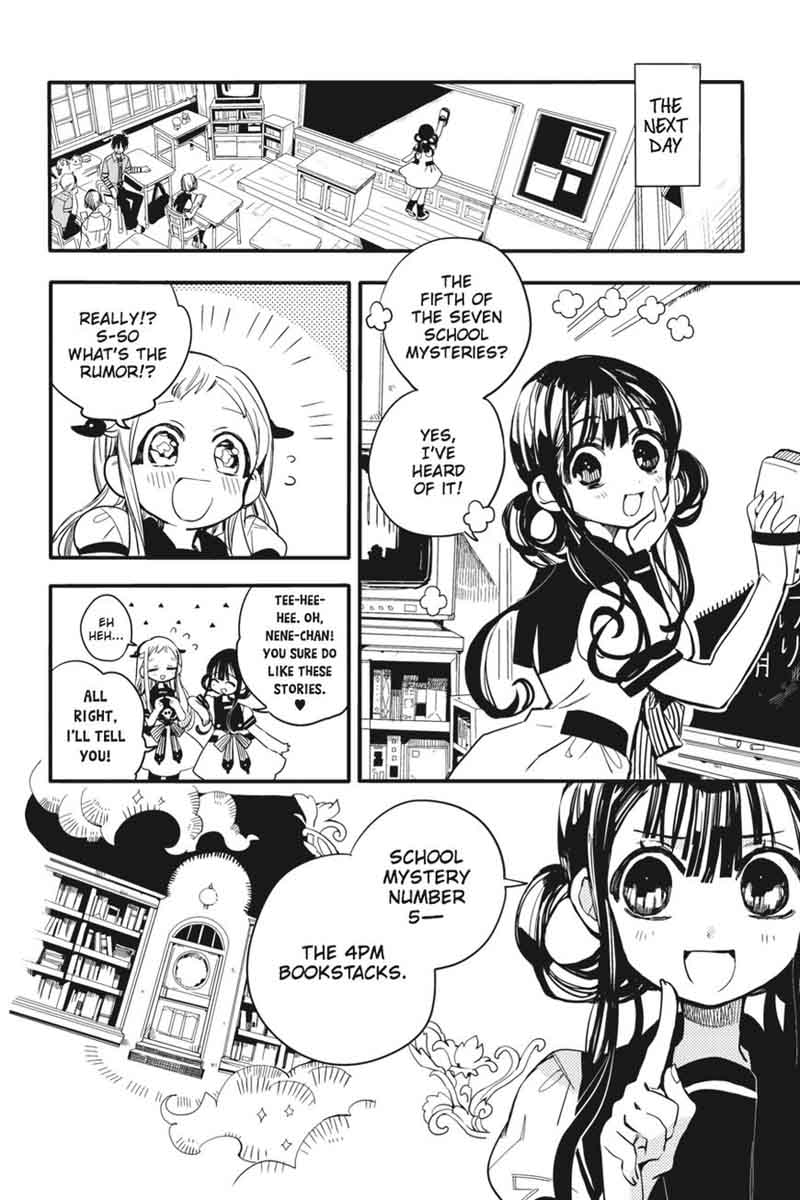 THE
NEXT
DAY
THE
FIFTH OF
THE SEVEN
SCHOOL
MYSTERIES?
YES,
I'VE
HEARD
OF IT!
REALLY!?
S-SO
WHAT'S THE
RUMOR!?
TEE-HEE-
HEE. OH,
NENE-CHAN!
YOU SURE DO
LIKE THESE
STORIES.
♥
EH
HEH...
ALL
RIGHT,
I'LL TELL
YOU!
SCHOOL
MYSTERY
NUMBER
5—
THE 4PM
BOOKSTACKS.